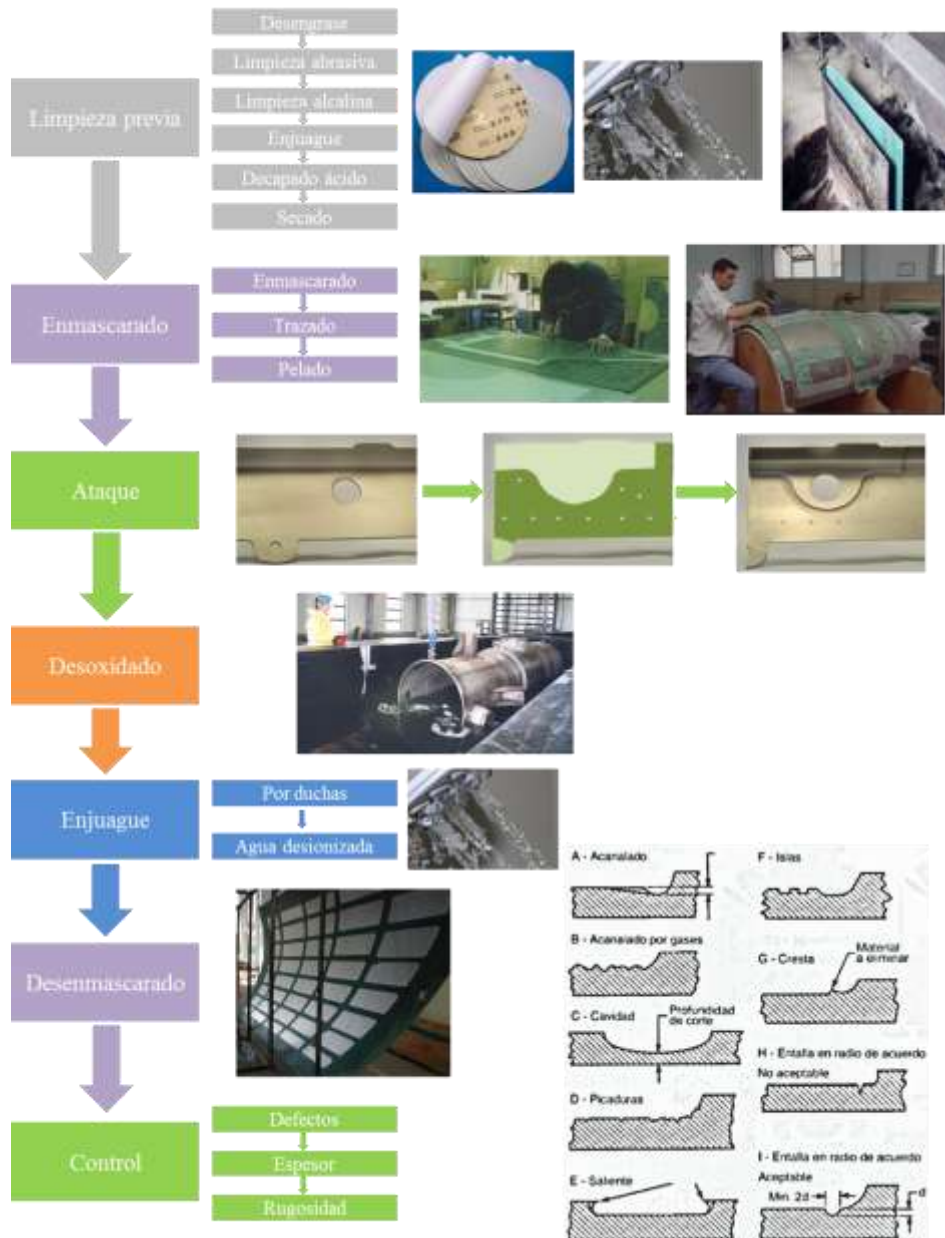 Limpieza previa
Desengrase
Limpieza abrasiva
Limpieza alcalina
Enjuague
Decapado ácido
Secado
Enmascarado
Enmascarado
Trazado
Pelado
Ataque
Desoxidado
Enjuague
Por duchas
Agua desionizada
Desenmascarado
Control
Defectos
Espesor
Rugosidad
A - Acanalado
B - Acanalado por gases
C - Cavidad
Profundidad
de corte
D - Picaduras
E - Saliente
F - Islas
G - Cresta
Material
a eliminar
H - Entalla en radio de acuerdo
No aceptable
I - Entalla en radio de acuerdo
Aceptable
Min. 2d
d